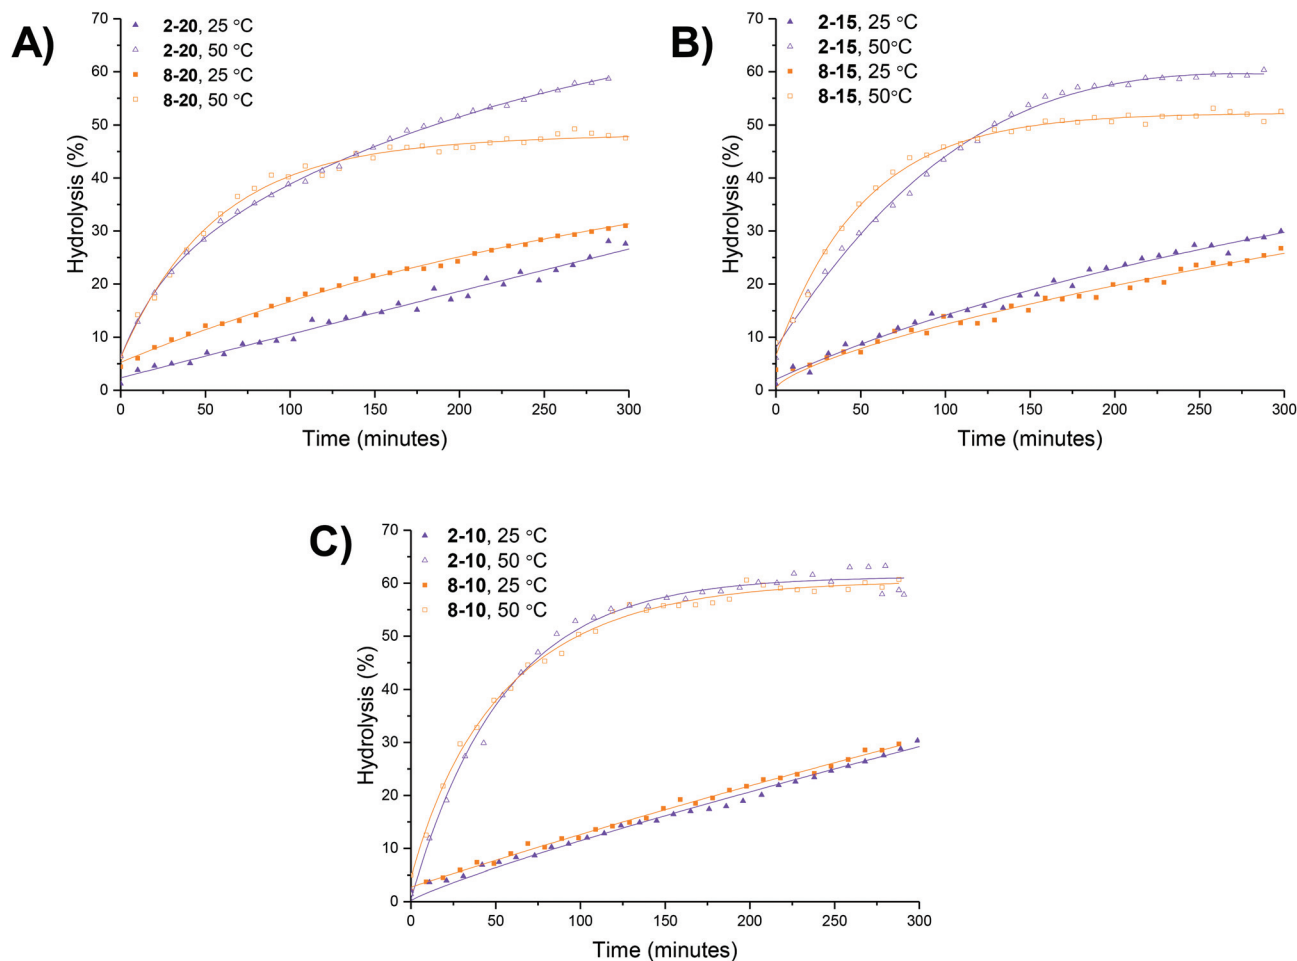 A)
2-20, 25 °C
2-20, 50 °C
8-20, 25 °C
8-20, 50 °C
70
60
50
40
30
20
10
0
Hydrolysis (%)
0 50 100 150 200 250 300
Time (minutes)
B)
2-15, 25 °C
2-15, 50°C
8-15, 25 °C
8-15, 50°C
70
60
50
40
30
20
10
0
Hydrolysis (%)
0 50 100 150 200 250 300
Time (minutes)
C)
2-10, 25 °C
2-10, 50 °C
8-10, 25 °C
8-10, 50 °C
70
60
50
40
30
20
10
0
Hydrolysis (%)
0 50 100 150 200 250 300
Time (minutes)